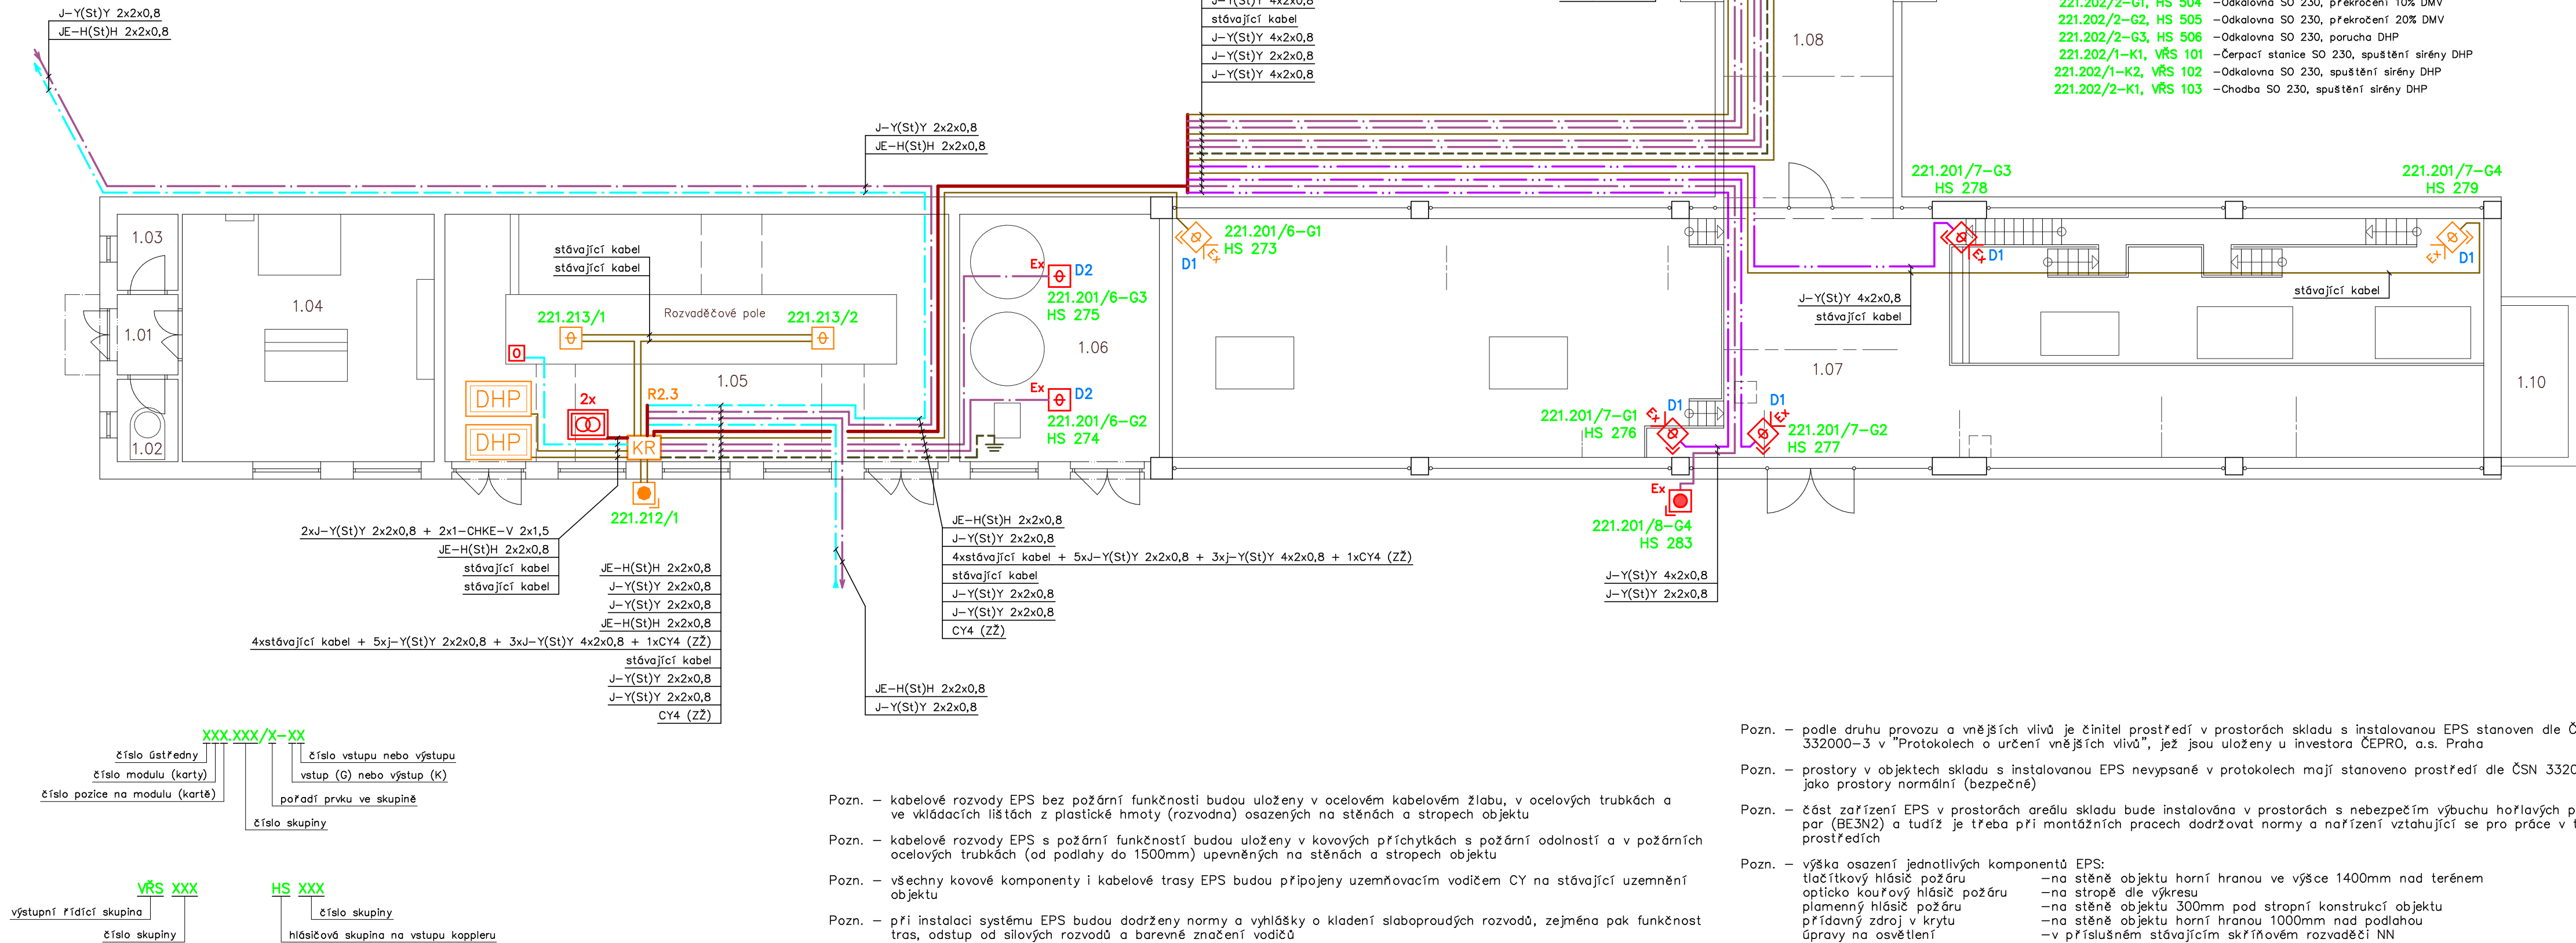 J-Y(St)Y 2x2x0,8
JE-H(St)H 2x2x0,8
J-Y(St)Y 4x2x0,8
stávající kabel
J-Y(St)Y 4x2x0,8
J-Y(St)Y 2x2x0,8
J-Y(St)Y 4x2x0,8
1.08
221.202/2-G1, HS 504 -Odkalovna SO 230, překročení 10% DMV
221.202/2-G2, HS 505 -Odkalovna SO 230, překročení 20% DMV
221.202/2-G3, HS 506 -Odkalovna SO 230, porucha DHP
221.202/1-K1, VŘS 101 -Čerpací stanice SO 230, spuštění sirény DHP
221.202/1-K2, VŘS 102 -Odkalovna SO 230, spuštění sirény DHP
221.202/2-K1, VŘS 103 -Chodba SO 230, spuštění sirény DHP
J-Y(St)Y 2x2x0,8
JE-H(St)H 2x2x0,8
221.201/7-G3
HS 278
221.201/7-G4
HS 279
1.03
1.01
1.02
1.04
stávající kabel
stávající kabel
221.213/1
Rozvaděčové pole
221.213/2
1.05
DHP
DHP
2x
R2.3
KR
221.212/1
Ex
D2
221.201/6-G3
HS 275
1.06
Ex
D2
221.201/6-G2
HS 274
221.201/6-G1
HS 273
D1
Ex
Ex
D1
Ex
D1
J-Y(St)Y 4x2x0,8
stávající kabel
stávající kabel
1.07
1.10
221.201/7-G1
HS 276
Ex
D1
D1
Ex
221.201/7-G2
HS 277
Ex
221.201/8-G4
HS 283
J-Y(St)Y 4x2x0,8
J-Y(St)Y 2x2x0,8
2xJ-Y(St)Y 2x2x0,8 + 2x1-CHKE-V 2x1,5
JE-H(St)H 2x2x0,8
stávající kabel
stávající kabel
JE-H(St)H 2x2x0,8
J-Y(St)Y 2x2x0,8
J-Y(St)Y 2x2x0,8
JE-H(St)H 2x2x0,8
4xstávající kabel + 5xj-Y(St)Y 2x2x0,8 + 3xJ-Y(St)Y 4x2x0,8 + 1xCY4 (ZŽ)
stávající kabel
J-Y(St)Y 2x2x0,8
J-Y(St)Y 2x2x0,8
CY4 (ZŽ)
JE-H(St)H 2x2x0,8
J-Y(St)Y 2x2x0,8
4xstávající kabel + 5xJ-Y(St)Y 2x2x0,8 + 3xj-Y(St)Y 4x2x0,8 + 1xCY4 (ZŽ)
stávající kabel
J-Y(St)Y 2x2x0,8
J-Y(St)Y 2x2x0,8
CY4 (ZŽ)
JE-H(St)H 2x2x0,8
J-Y(St)Y 2x2x0,8
XXX.XXX/X-XX
číslo ústředny
číslo modulu (karty)
číslo pozice na modulu (kartě)
číslo vstupu nebo výstupu
vstup (G) nebo výstup (K)
pořadí prvku ve skupině
číslo skupiny
VŘS XXX
výstupní řídící skupina
číslo skupiny
HS XXX
číslo skupiny
hlásičová skupina na vstupu koppleru
Pozn. - kabelové rozvody EPS bez požární funkčnosti budou uloženy v ocelovém kabelovém žlabu, v ocelových trubkách a
ve vkládacích lištách z plastické hmoty (rozvodna) osazených na stěnách a stropech objektu
Pozn. - kabelové rozvody EPS s požární funkčností budou uloženy v kovových příchytkách s požární odolností a v požárních
ocelových trubkách (od podlahy do 1500mm) upevněných na stěnách a stropech objektu
Pozn. - všechny kovové komponenty i kabelové trasy EPS budou připojeny uzemňovacím vodičem CY na stávající uzemnění
objektu
Pozn. - při instalaci systému EPS budou dodrženy normy a vyhlášky o kladení slaboproudých rozvodů, zejména pak funkčnost
tras, odstup od silových rozvodů a barevné značení vodičů
Pozn. - podle druhu provozu a vnějších vlivů je činitel prostředí v prostorách skladu s instalovanou EPS stanoven dle
332000-3 v "Protokolech o určení vnějších vlivů", jež jsou uloženy u investora ČEPRO, a.s. Praha
Pozn. - prostory v objektech skladu s instalovanou EPS nevypsané v protokolech mají stanoveno prostředí dle ČSN
jako prostory normální (bezpečné)
Pozn. - část zařízení EPS v prostorách areálu skladu bude instalována v prostorách s nebezpečím výbuchu hořlavých
par (BE3N2) a tudíž je třeba při montážních pracech dodržovat normy a nařízení vztahující se pro práce v
prostředích
Pozn. - výška osazení jednotlivých komponentů EPS:
tlačítkový hlásič požáru -na stěně objektu horní hranou ve výšce 1400mm nad terénem
opticko kouřový hlásič požáru -na stropě dle výkresu
plamenný hlásič požáru -na stěně objektu 300mm pod stropní konstrukcí objektu
přídavný zdroj v krytu -na stěně objektu horní hranou 1000mm nad podlahou
úpravy na osvětlení -v příslušném stávajícím skříňovém rozvaděči NN